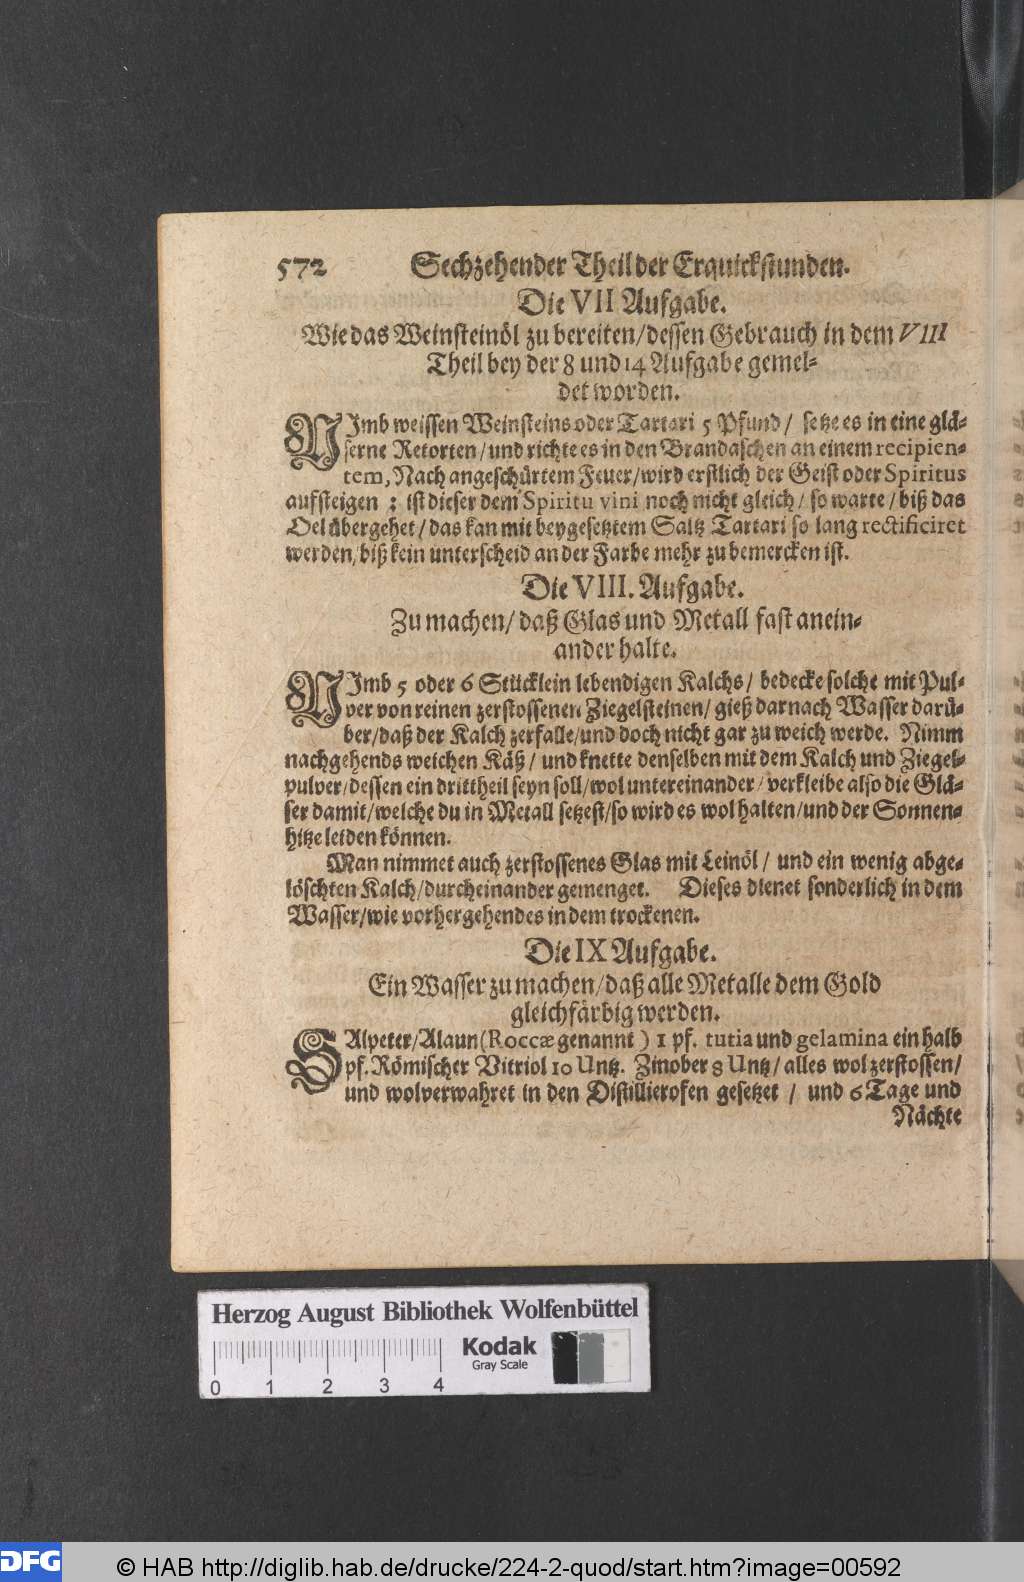 572 Sechzehender Theil der Erquickstunden.
Die VII Aufgabe.
Wie das Weinsteinöl zu bereiten/dessen Gebrauch in dem VIII
Theil bey der 8 und 14 Aufgabe gemel-
det worden.
NImb weissen Weinsteins oder Tartari 5 Pfund / setze es in eine glä-
serne Retorten/und richte es in den Brandaschen an einem recipien-
tem, Nach angeschürtem Feuer/wird erstlich der Geist oder Spiritus
aufsteigen : ist dieser dem Spiritu vini noch nicht gleich/ so warte/ biß das
Oel übergehet/das kan mit beygesetztem Saltz Tartari so lang rectificiret
werden/biß kein unterscheid an der Farbe mehr zu bemercken ist.
Die VIII. Aufgabe.
Zu machen/ daß Glas und Metall fast anein-
ander halte.
NImb 5 oder 6 Stücklein lebendigen Kalchs/ bedecke solche mit Pul-
ver von reinen zerstossenen Ziegelsteinen/ gieß darnach Wasser darü-
ber/daß der Kalch zerfalle/und doch nicht gar zu weich werde. Nimm
nachgehends weichen Käß/ und knette denselben mit dem Kalch und Ziegel-
pulver/dessen ein drittheil seyn soll/wol untereinander/verkleibe also die Glä-
ser damit/welche du in Metall setzest/so wird es wol halten/und der Sonnen-
hitze leiden können.
Man nimmet auch zerstossenes Glas mit Leinöl / und ein wenig abge-
löschten Kalch/durcheinander gemenget. Dieses dienet sonderlich in dem
Wasser/wie vorhergehendes in dem trockenen.
Die IX Aufgabe.
Ein Wasser zu machen/daß alle Metalle dem Gold
gleichfärbig werden.
SAlpeter/Alaun(Roccæ genannt ) 1 pf. tutia und gelamina ein halb
pf. Römischer Vitriol 10 Untz. Zinober 8 Untz/ alles wol zerstossen/
und wolverwahret in den Distillierofen gesetzet / und 6 Tage und
Nächte
Herzog August Bibliothek Wolfenbüttel
Kodak
Gray Scale
0 1 2 3 4
DFG © HAB http://diglib.hab.de/drucke/224-2-quod/start.htm?image=00592